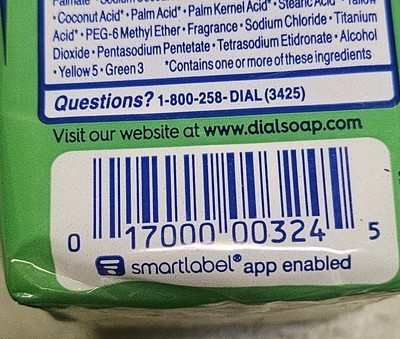 Palmate • Sodium
• Coconut Acid* • Palm Acid* • Palm Kernel Acid* • Stearic Acid* • Tallow
Acid* • PEG-6 Methyl Ether • Fragrance • Sodium Chloride • Titanium
Dioxide • Pentasodium Pentetate • Tetrasodium Etidronate • Alcohol
• Yellow 5 • Green 3 *Contains one or more of these ingredients
Questions? 1-800-258-DIAL (3425)
Visit our website at www.dialsoap.com
0 17000 00324 5
smartlabel® app enabled